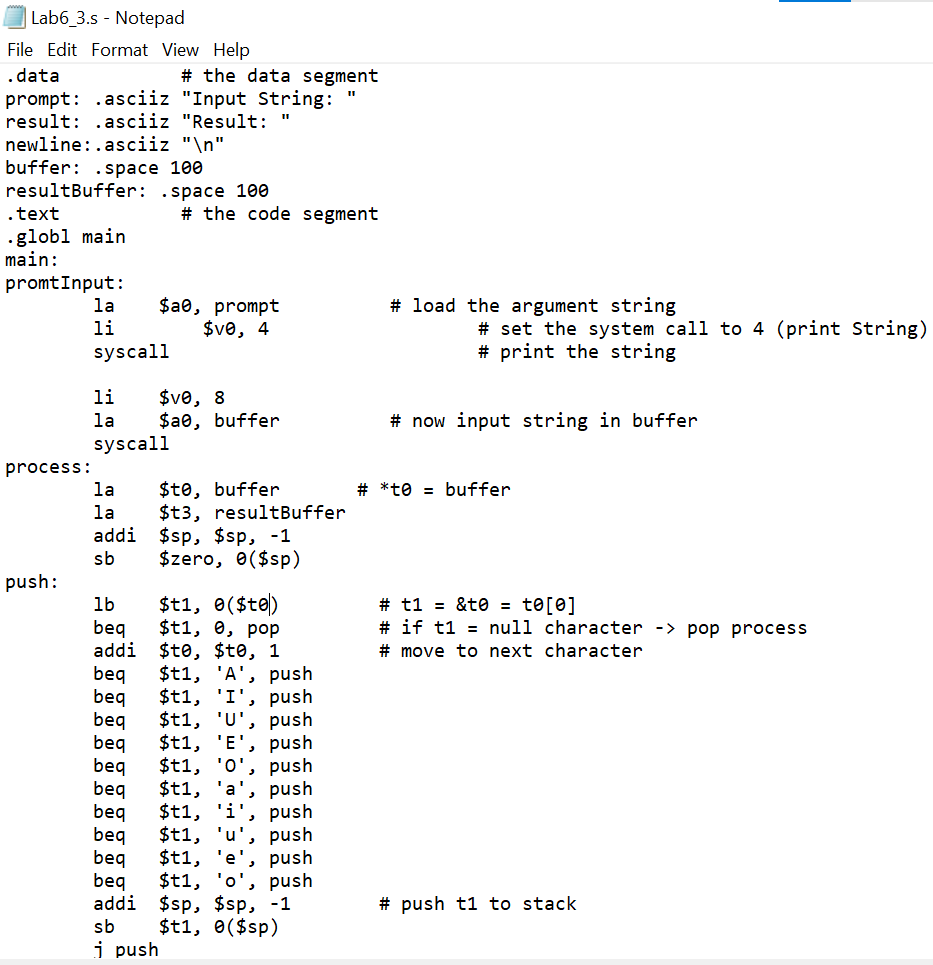 Lab6_3.s - Notepad
File Edit Format View Help
.data # the data segment
prompt: .asciiz "Input String: "
result: .asciiz "Result: "
newline:.asciiz "\n"
buffer: .space 100
resultBuffer: .space 100
.text # the code segment
.globl main
main:
promtInput:
la $a0, prompt # load the argument string
li $v0, 4 # set the system call to 4 (print String)
syscall # print the string
li $v0, 8
la $a0, buffer # now input string in buffer
syscall
process:
la $t0, buffer # *t0 = buffer
la $t3, resultBuffer
addi $sp, $sp, -1
sb $zero, 0($sp)
push:
lb $t1, 0($t0) # t1 = &t0 = t0[0]
beq $t1, 0, pop # if t1 = null character -> pop process
addi $t0, $t0, 1 # move to next character
beq $t1, 'A', push
beq $t1, 'I', push
beq $t1, 'U', push
beq $t1, 'E', push
beq $t1, 'O', push
beq $t1, 'a', push
beq $t1, 'i', push
beq $t1, 'u', push
beq $t1, 'e', push
beq $t1, 'o', push
addi $sp, $sp, -1 # push t1 to stack
sb $t1, 0($sp)
j push